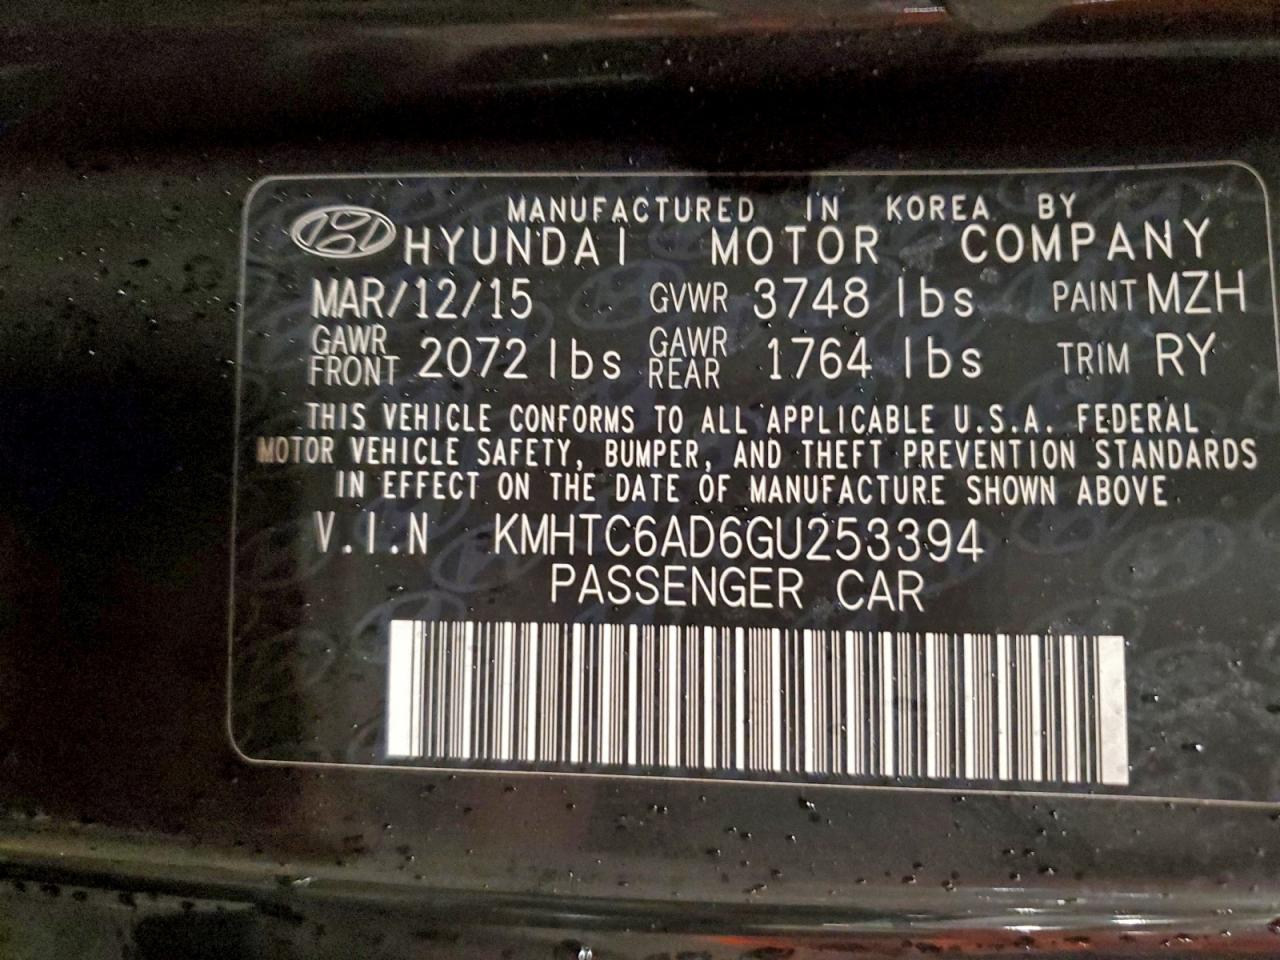 MANUFACTURED IN KOREA BY
HYUNDAI MOTOR COMPANY
MAR/12/15 GVWR 3748 lbs PAINT MZH
GAWR FRONT 2072 lbs GAWR REAR 1764 lbs TRIM RY
THIS VEHICLE CONFORMS TO ALL APPLICABLE U.S.A. FEDERAL
MOTOR VEHICLE SAFETY, BUMPER, AND THEFT PREVENTION STANDARDS
IN EFFECT ON THE DATE OF MANUFACTURE SHOWN ABOVE
V.I.N KMHTC6AD6GU253394
PASSENGER CAR